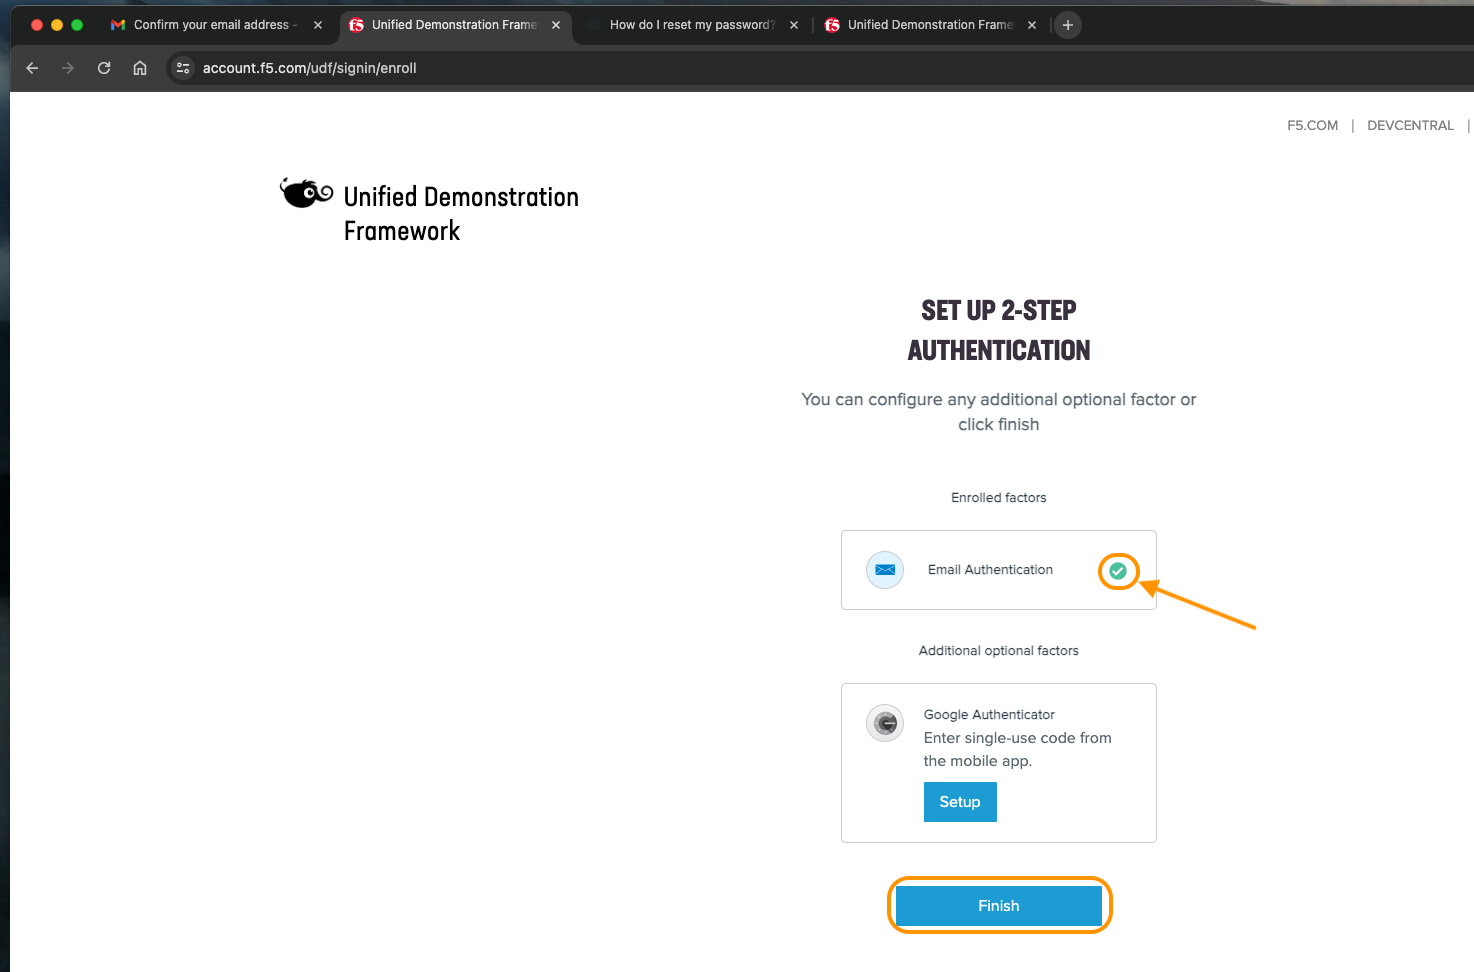 Confirm your email address -
Unified Demonstration Frame
How do I reset my password?
Unified Demonstration Frame
account.f5.com/udf/signin/enroll
F5.COM | DEVCENTRAL |
Unified Demonstration
Framework
SET UP 2-STEP
AUTHENTICATION
You can configure any additional optional factor or
click finish
Enrolled factors
Email Authentication
Additional optional factors
Google Authenticator
Enter single-use code from
the mobile app.
Setup
Finish